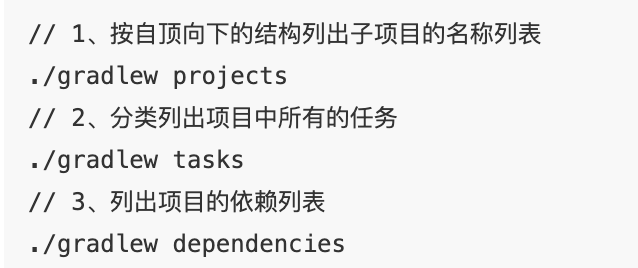 // 1、按自顶向下的结构列出子项目的名称列表
./gradlew projects
// 2、分类列出项目中所有的任务
./gradlew tasks
// 3、列出项目的依赖列表
./gradlew dependencies